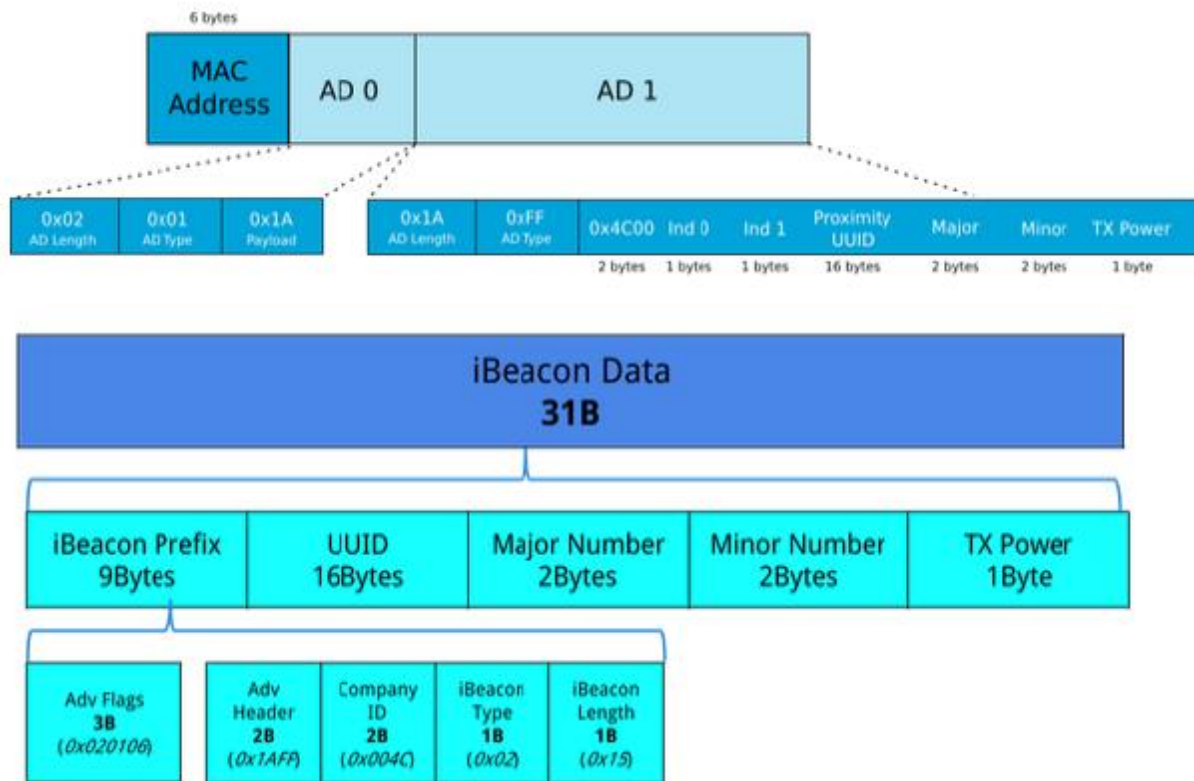 6 bytes
MAC
Address
AD 0
AD 1
0x02
AD Length
0x01
AD Type
0x1A
Payload
0x1A
AD Length
0xFF
AD Type
0x4C00
Ind 0
Ind 1
Proximity
UUID
Major
Minor
TX Power
2 bytes
1 bytes
1 bytes
16 bytes
2 bytes
2 bytes
1 byte
iBeacon Data
31B
iBeacon Prefix
9Bytes
UUID
16Bytes
Major Number
2Bytes
Minor Number
2Bytes
TX Power
1Byte
Adv Flags
3B
(0x020106)
Adv
Header
2B
(0x1AFF)
Company
ID
2B
(0x004C)
iBeacon
Type
1B
(0x02)
iBeacon
Length
1B
(0x15)